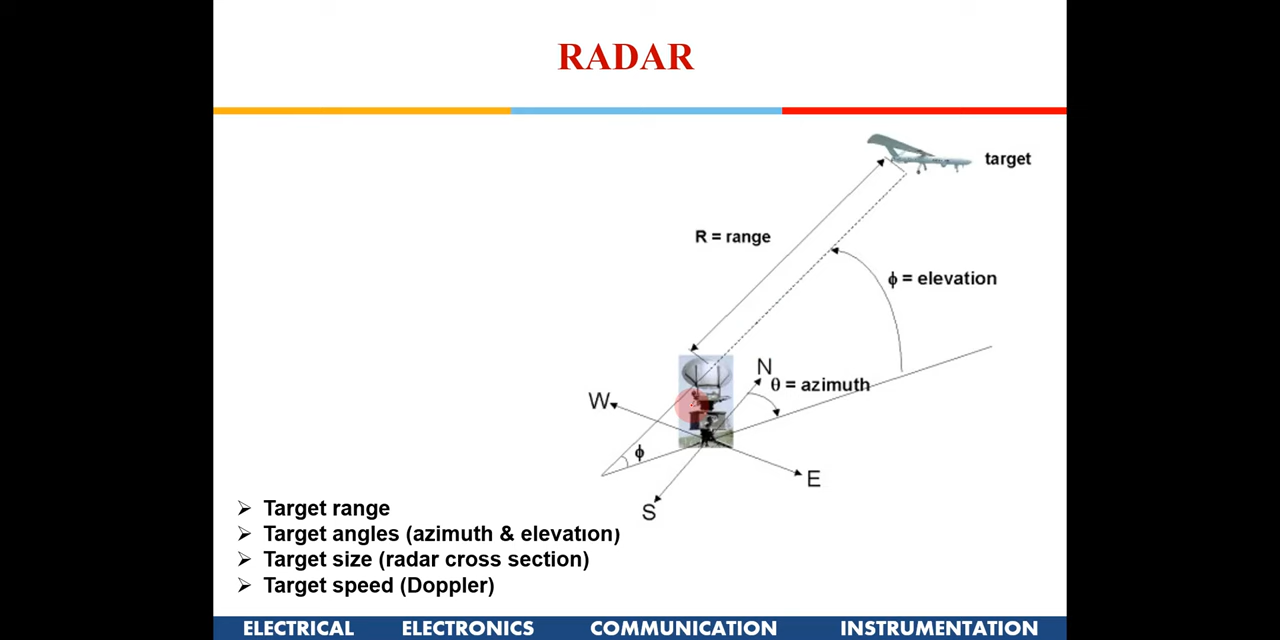 RADAR
target
R = range
ϕ = elevation
N
θ = azimuth
W
ϕ
E
S
➢ Target range
➢ Target angles (azimuth & elevation)
➢ Target size (radar cross section)
➢ Target speed (Doppler)
ELECTRICAL ELECTRONICS COMMUNICATION INSTRUMENTATION